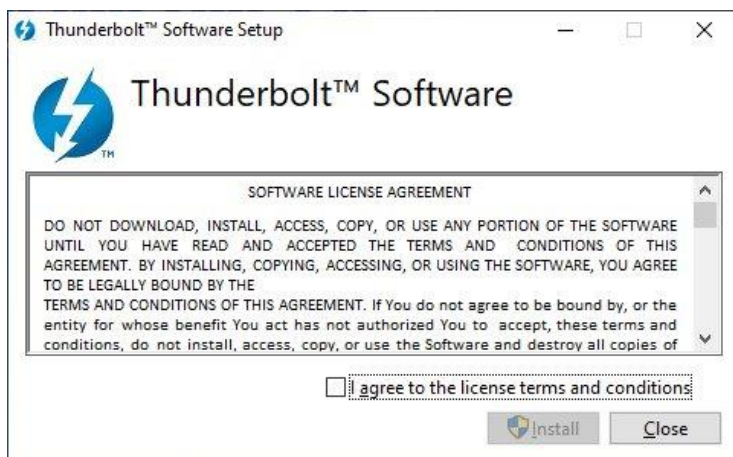 Thunderbolt™ Software Setup
Thunderbolt™ Software
TM
SOFTWARE LICENSE AGREEMENT
DO NOT DOWNLOAD, INSTALL, ACCESS, COPY, OR USE ANY PORTION OF THE SOFTWARE
UNTIL YOU HAVE READ AND ACCEPTED THE TERMS AND CONDITIONS OF THIS
AGREEMENT. BY INSTALLING, COPYING, ACCESSING, OR USING THE SOFTWARE, YOU AGREE
TO BE LEGALLY BOUND BY THE
TERMS AND CONDITIONS OF THIS AGREEMENT. If You do not agree to be bound by, or the
entity for whose benefit You act has not authorized You to accept, these terms and
conditions, do not install, access, copy, or use the Software and destroy all copies of
I agree to the license terms and conditions
Install
Close